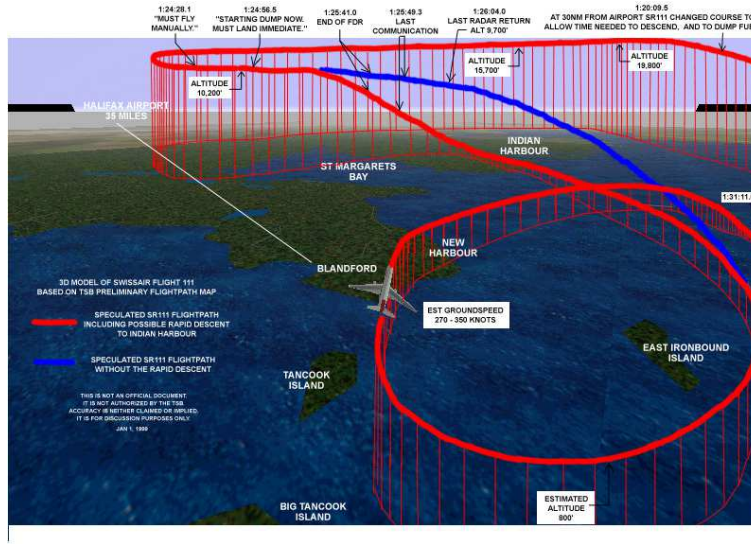 1:24:28.1
"MUST FLY
MANUALLY."
1:24:56.5
"STARTING DUMP NOW.
MUST LAND IMMEDIATE."
1:25:41.0
END OF FDR
1:25:49.3
LAST
COMMUNICATION
1:26:04.0
LAST RADAR RETURN
ALT 9,700'
1:20:09.5
AT 30NM FROM AIRPORT SR111 CHANGED COURSE TO
ALLOW TIME NEEDED TO DESCEND, AND TO DUMP
ALTITUDE
10,200'
ALTITUDE
15,700'
ALTITUDE
19,800'
HALIFAX AIRPORT
35 MILES
INDIAN
HARBOUR
ST MARGARETS
BAY
1:31:11.
NEW
HARBOUR
BLANDFORD
3D MODEL OF SWISSAIR FLIGHT 111
BASED ON TSB PRELIMINARY FLIGHTPATH MAP
SPECULATED SR111 FLIGHTPATH
INCLUDING POSSIBLE RAPID DESCENT
TO INDIAN HARBOUR
SPECULATED SR111 FLIGHTPATH
WITHOUT THE RAPID DESCENT
THIS IS NOT AN OFFICIAL DOCUMENT.
IT IS NOT AUTHORIZED BY THE TSB.
ACCURACY IS NEITHER CLAIMED OR IMPLIED.
IT IS FOR DISCUSSION PURPOSES ONLY.
EST GROUNDSPEED
270 - 350 KNOTS
EAST IRONBOUND
ISLAND
TANCOOK
ISLAND
BIG TANCOOK
ISLAND
ESTIMATED
ALTITUDE
800'